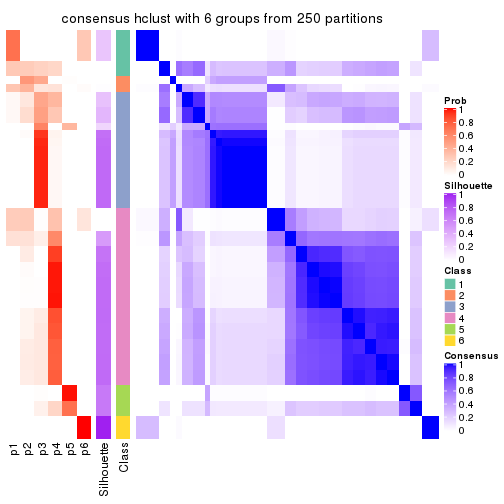 consensus hclust with 6 groups from 250 partitions
Prob
1
0.8
0.6
0.4
0.2
0
Silhouette
1
0.8
0.6
0.4
0.2
0
Class
1
2
3
4
5
6
Consensus
1
0.8
0.6
0.4
0.2
0
p1
p2
p3
p4
p5
p6
Silhouette
Class